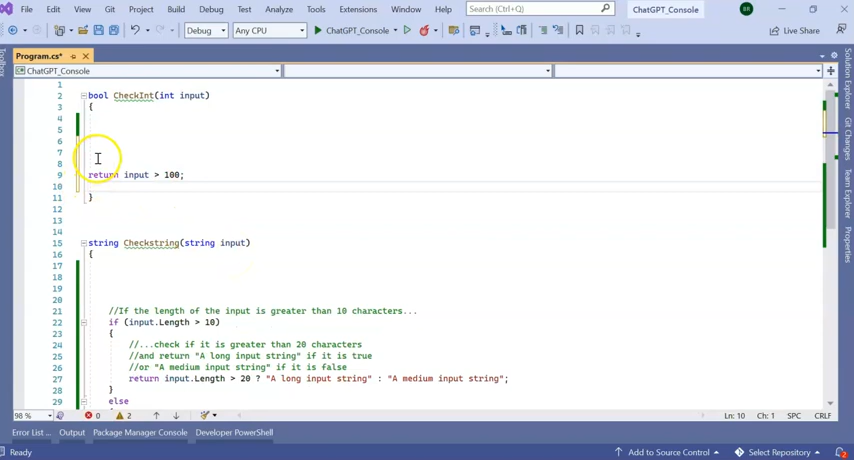 File Edit View Git Project Build Debug Test Analyze Tools Extensions Window Help Search (Ctrl+Q) ChatGPT_Console BR
Debug Any CPU ChatGPT_Console Live Share
Program.cs*
ChatGPT_Console
1
2 bool CheckInt(int input)
3 {
4
5
6
7
8
9 return input > 100;
10
11 }
12
13
14
15 string Checkstring(string input)
16 {
17
18
19
20
21 //If the length of the input is greater than 10 characters...
22 if (input.Length > 10)
23 {
24 //...check if it is greater than 20 characters
25 //and return "A long input string" if it is true
26 //or "A medium input string" if it is false
27 return input.Length > 20 ? "A long input string" : "A medium input string";
28 }
29 else
98 % 0 2 Ln: 10 Ch: 1 SPC CRLF
Error List ... Output Package Manager Console Developer PowerShell
Ready Add to Source Control Select Repository 2
Toolbox
Solution Explorer
Git Changes
Team Explorer
Properties